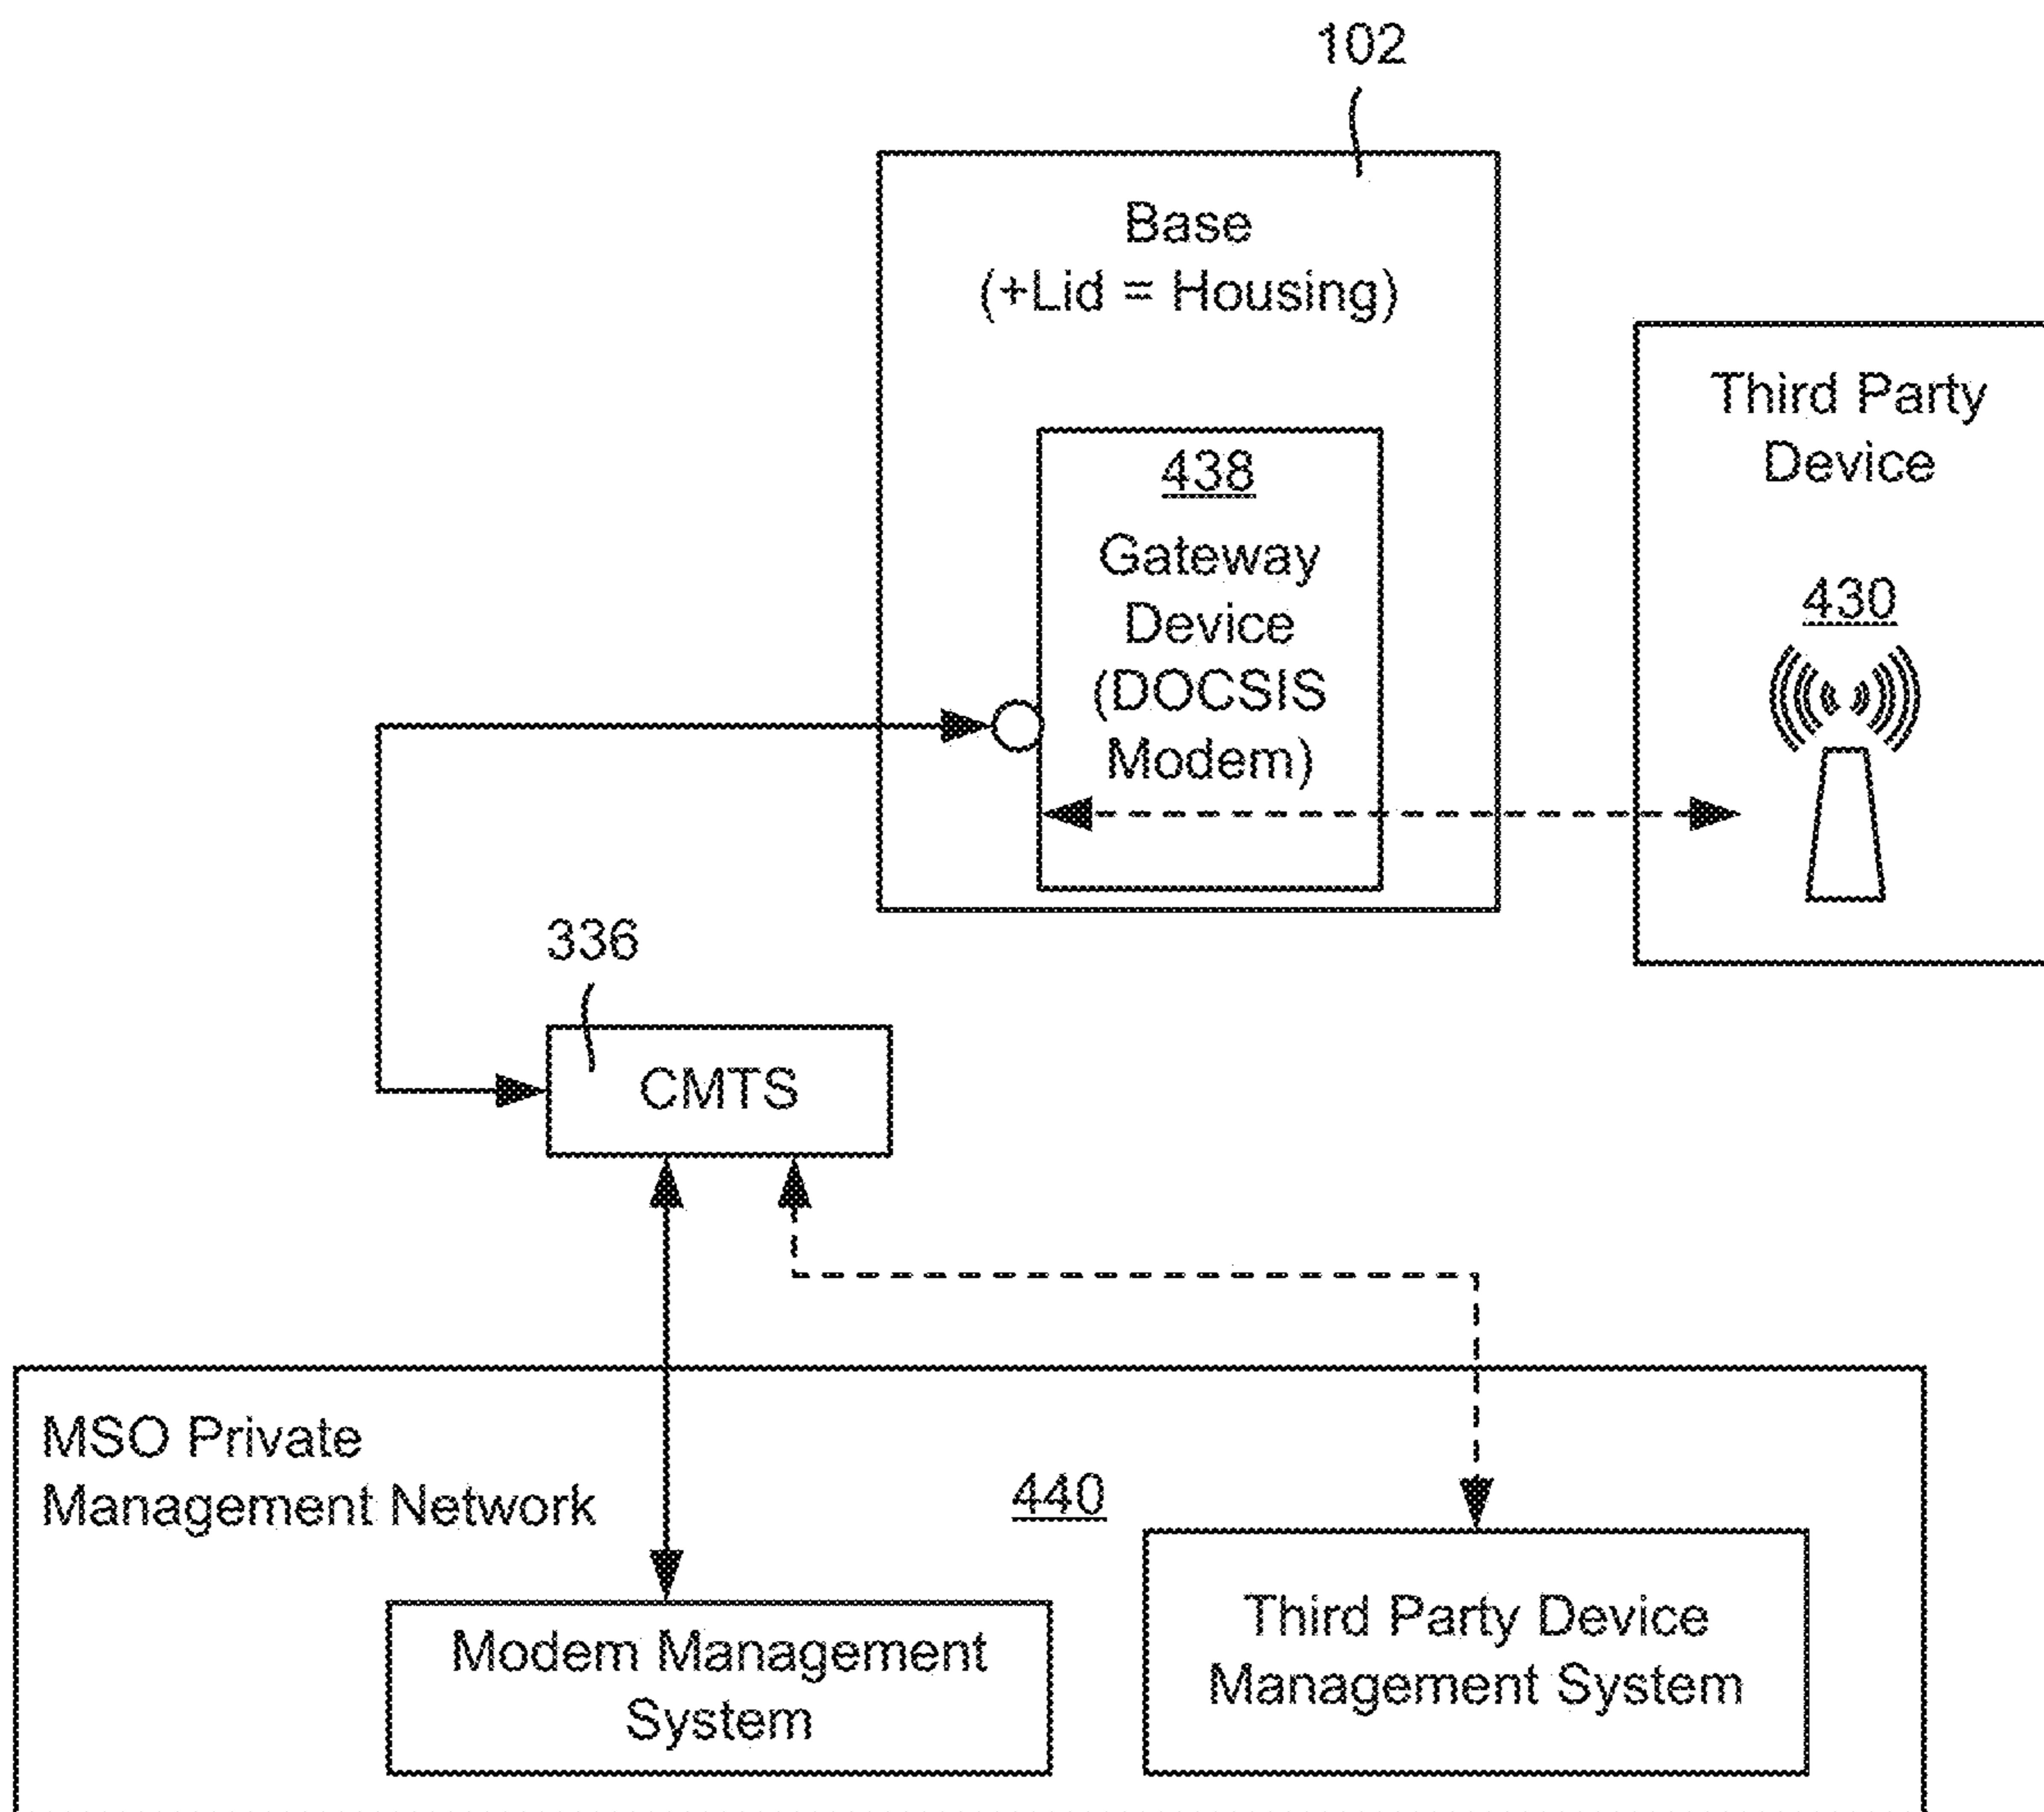 102
Base
(+Lid = Housing)
Third Party
Device
438
Gateway
Device
(DOCSIS
Modem)
430
336
CMTS
MSO Private
Management Network
440
Modem Management
System
Third Party Device
Management System